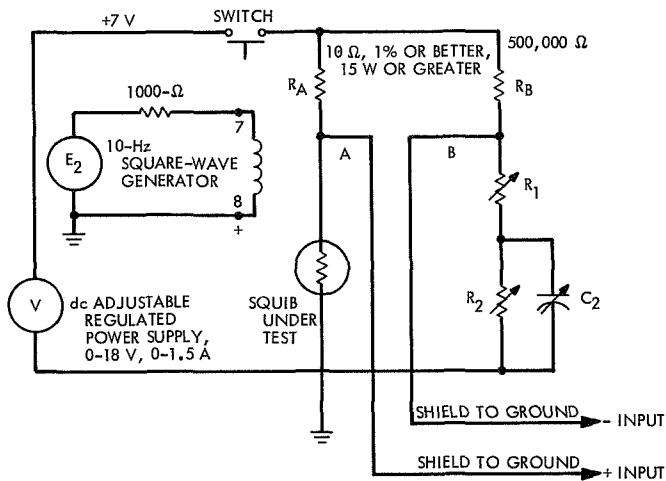 SWITCH
+7 V
10 Ω, 1% OR BETTER,
15 W OR GREATER
500,000 Ω
RA
RB
1000-Ω
7
E2
10-Hz
SQUARE-WAVE
GENERATOR
8
+
A
B
R1
V
dc ADJUSTABLE
REGULATED
POWER SUPPLY,
0-18 V, 0-1.5 A
SQUIB
UNDER
TEST
R2
C2
SHIELD TO GROUND
- INPUT
SHIELD TO GROUND
+ INPUT